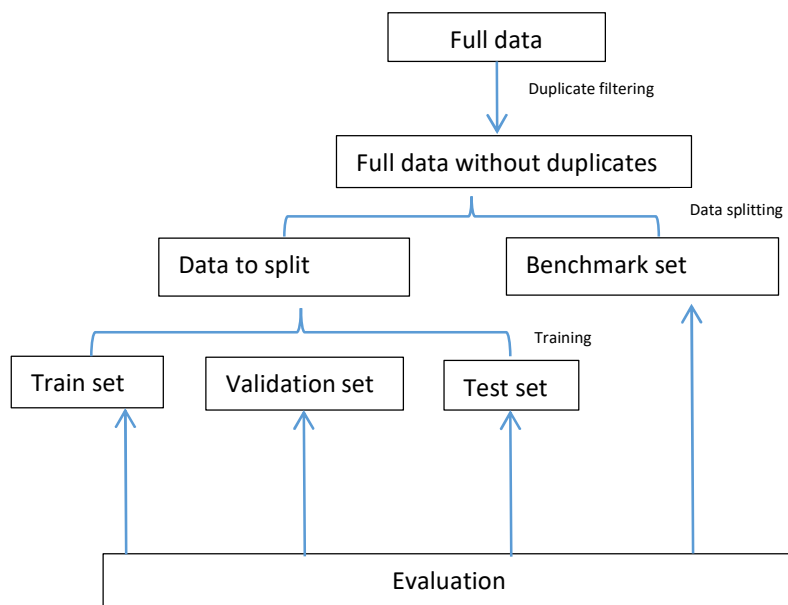 Full data
Duplicate filtering
Full data without duplicates
Data splitting
Data to split
Benchmark set
Training
Train set
Validation set
Test set
Evaluation